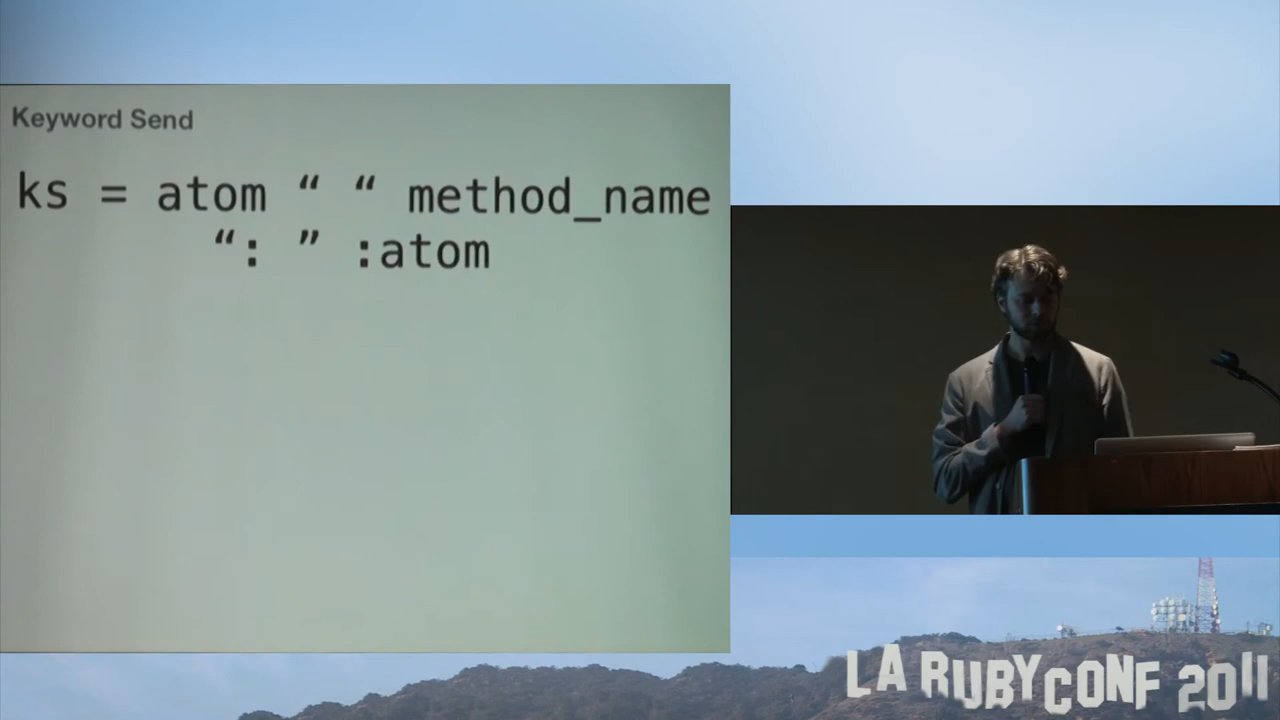 Keyword Send
ks = atom “ “ method_name
“: ” :atom
LA RUBYCONF 2011